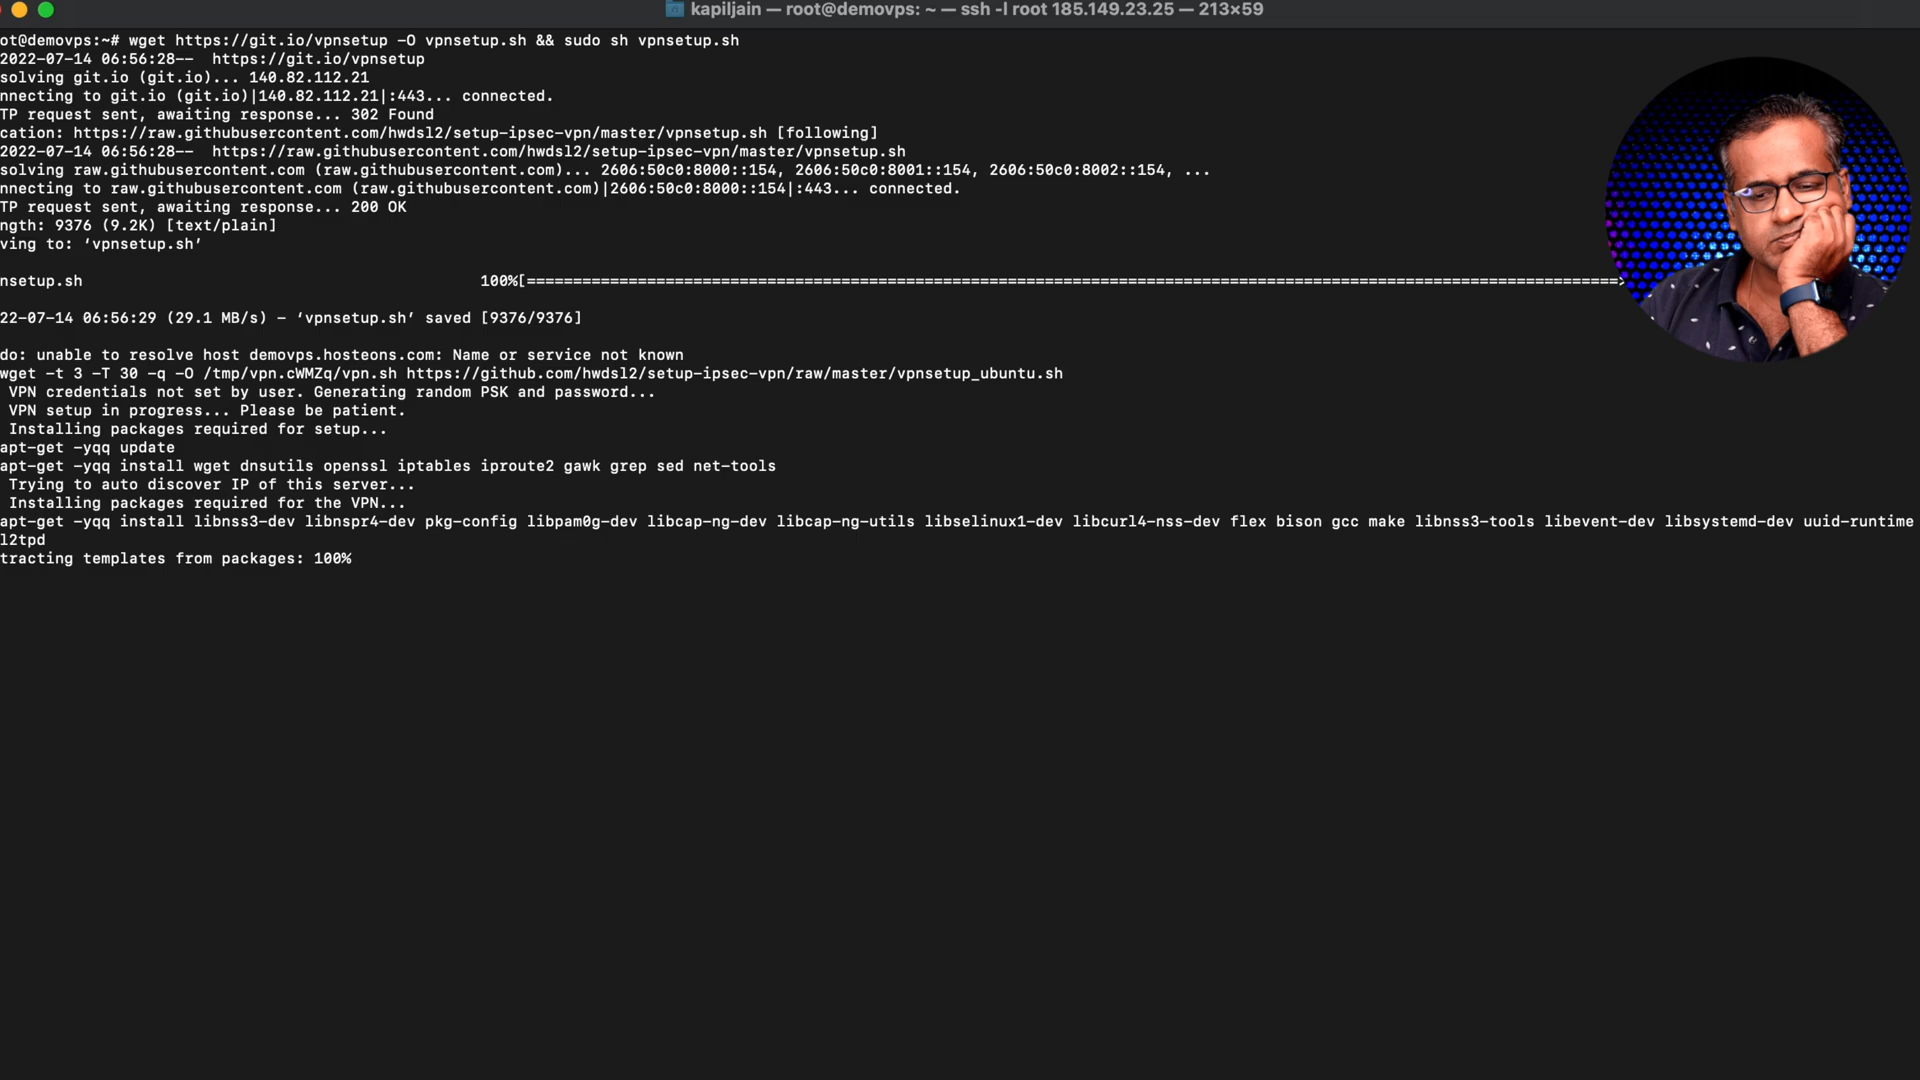 kapiljain — root@demovps: ~ — ssh -l root 185.149.23.25 — 213×59
ot@demovps:~# wget https://git.io/vpnsetup -O vpnsetup.sh && sudo sh vpnsetup.sh
2022-07-14 06:56:28--  https://git.io/vpnsetup
solving git.io (git.io)... 140.82.112.21
nnecting to git.io (git.io)|140.82.112.21|:443... connected.
TP request sent, awaiting response... 302 Found
cation: https://raw.githubusercontent.com/hwdsl2/setup-ipsec-vpn/master/vpnsetup.sh [following]
2022-07-14 06:56:28--  https://raw.githubusercontent.com/hwdsl2/setup-ipsec-vpn/master/vpnsetup.sh
solving raw.githubusercontent.com (raw.githubusercontent.com)... 2606:50c0:8000::154, 2606:50c0:8001::154, 2606:50c0:8002::154, ...
nnecting to raw.githubusercontent.com (raw.githubusercontent.com)|2606:50c0:8000::154|:443... connected.
TP request sent, awaiting response... 200 OK
ngth: 9376 (9.2K) [text/plain]
ving to: ‘vpnsetup.sh’
nsetup.sh 100%[======================================================================================================================>
22-07-14 06:56:29 (29.1 MB/s) - ‘vpnsetup.sh’ saved [9376/9376]
do: unable to resolve host demovps.hosteons.com: Name or service not known
wget -t 3 -T 30 -q -O /tmp/vpn.cWMZq/vpn.sh https://github.com/hwdsl2/setup-ipsec-vpn/raw/master/vpnsetup_ubuntu.sh
VPN credentials not set by user. Generating random PSK and password...
VPN setup in progress... Please be patient.
Installing packages required for setup...
apt-get -yqq update
apt-get -yqq install wget dnsutils openssl iptables iproute2 gawk grep sed net-tools
Trying to auto discover IP of this server...
Installing packages required for the VPN...
apt-get -yqq install libnss3-dev libnspr4-dev pkg-config libpam0g-dev libcap-ng-dev libcap-ng-utils libselinux1-dev libcurl4-nss-dev flex bison gcc make libnss3-tools libevent-dev libsystemd-dev uuid-runtime
l2tpd
tracting templates from packages: 100%